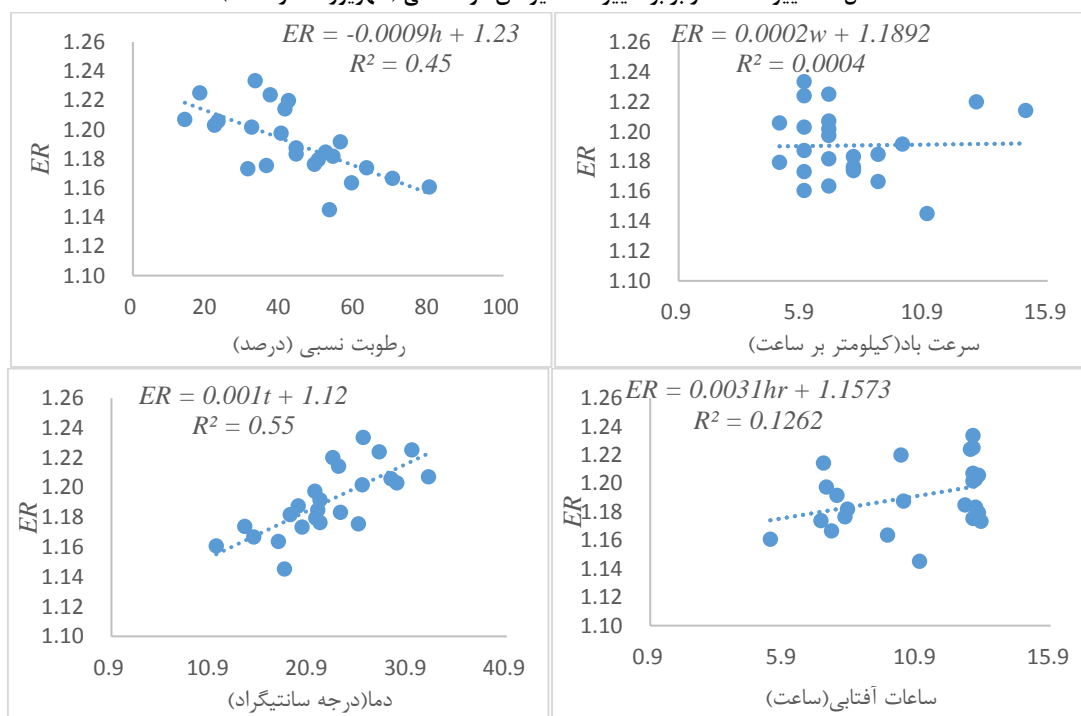 ER = -0.0009h + 1.23
R² = 0.45
1.26
1.24
1.22
1.20
1.18
1.16
1.14
1.12
1.10
ER
0 20 40 60 80 100
رطوبت نسبی (درصد)
ER = 0.0002w + 1.1892
R² = 0.0004
1.26
1.24
1.22
1.20
1.18
1.16
1.14
1.12
1.10
ER
0.9 5.9 10.9 15.9
سرعت باد(کیلومتر بر ساعت)
ER = 0.001t + 1.12
R² = 0.55
1.26
1.24
1.22
1.20
1.18
1.16
1.14
1.12
1.10
ER
0.9 10.9 20.9 30.9 40.9
دما(درجه سانتیگراد)
ER = 0.0031hr + 1.1573
R² = 0.1262
1.26
1.24
1.22
1.20
1.18
1.16
1.14
1.12
1.10
ER
0.9 5.9 10.9 15.9
ساعات آفتابی(ساعت)